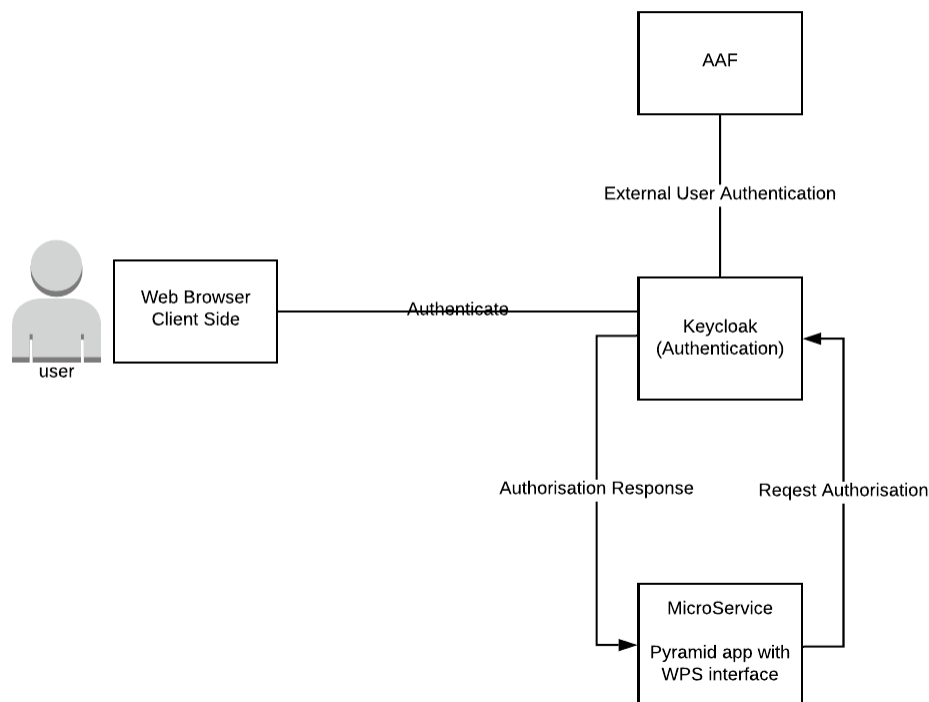 AAF
External User Authentication
Web Browser
Client Side
Authenticate
Keycloak
(Authentication)
user
Authorisation Response
Reqest Authorisation
MicroService
Pyramid app with
WPS interface